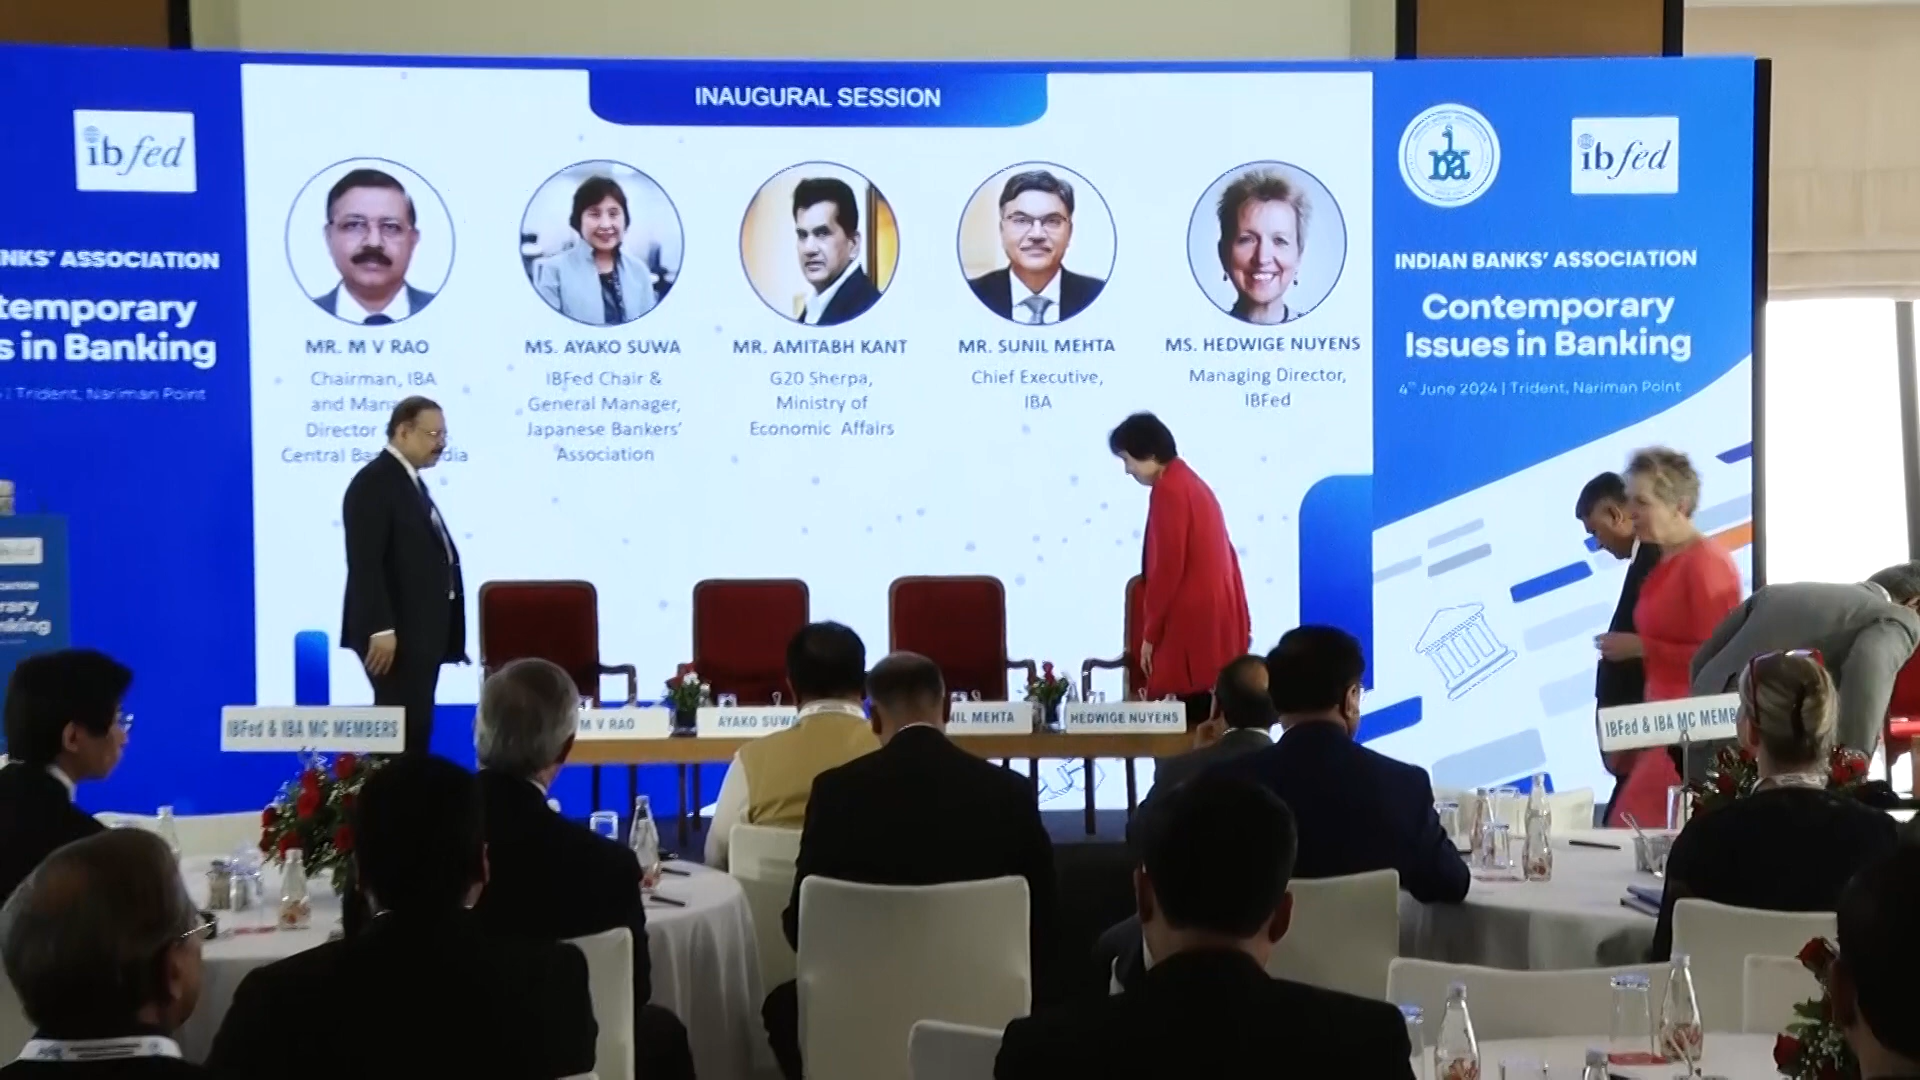 INAUGURAL SESSION
ibfed
NKS' ASSOCIATION
temporary
s in Banking
| Trident, Nariman Point
MR. M V RAO
Chairman, IBA
and Mana
Director
Central Ba dia
MS. AYAKO SUWA
IBFed Chair &
General Manager,
Japanese Bankers'
Association
MR. AMITABH KANT
G20 Sherpa,
Ministry of
Economic Affairs
MR. SUNIL MEHTA
Chief Executive,
IBA
MS. HEDWIGE NUYENS
Managing Director,
IBFed
iba
ibfed
INDIAN BANKS' ASSOCIATION
Contemporary
Issues in Banking
4th June 2024 | Trident, Nariman Point
rary
nking
IBFed & IBA MC MEMBERS
M V RAO
AYAKO SUWA
NIL MEHTA
HEDWIGE NUYENS
IBFed & IBA MC MEMB